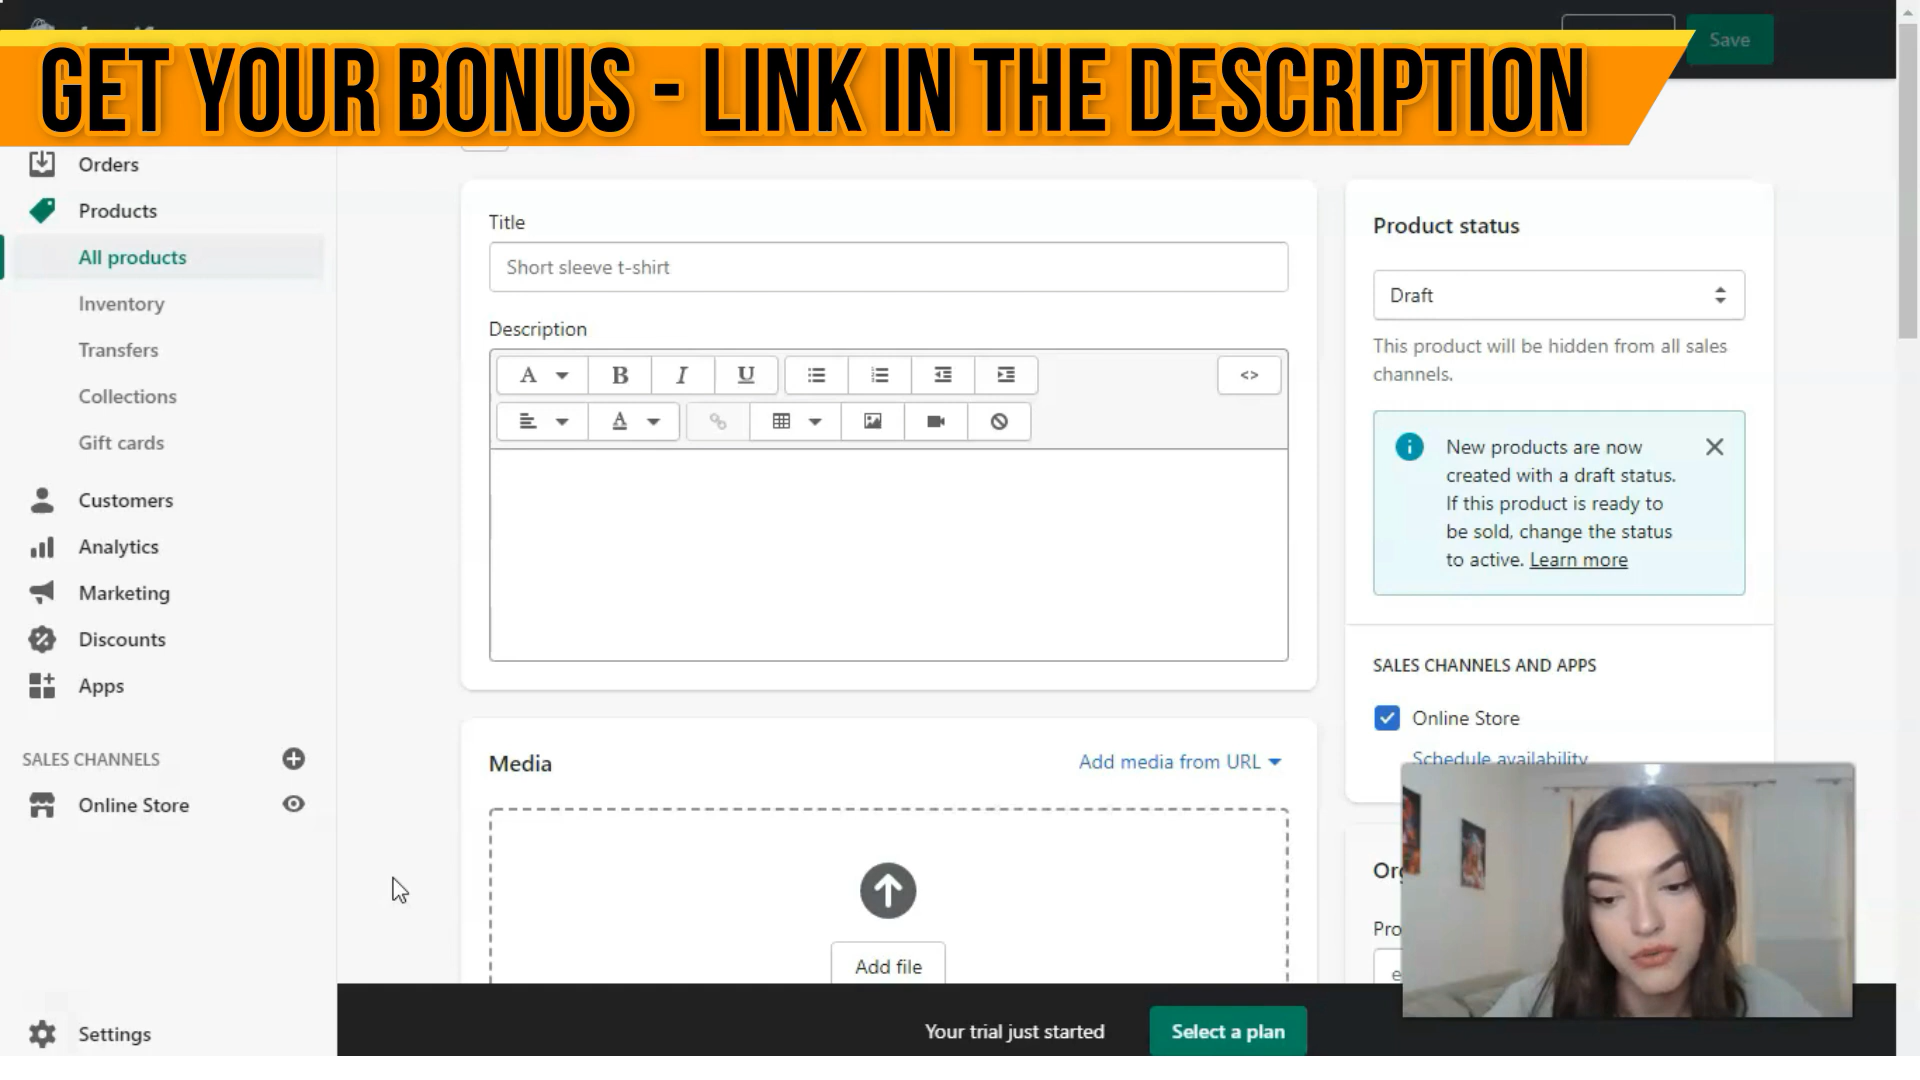 GET YOUR BONUS - LINK IN THE DESCRIPTION
Save
Orders
Products
All products
Inventory
Transfers
Collections
Gift cards
Customers
Analytics
Marketing
Discounts
Apps
SALES CHANNELS
Online Store
Settings
Title
Short sleeve t-shirt
Description
A B I U <>
A
Media
Add media from URL
Add file
Product status
Draft
This product will be hidden from all sales
channels.
New products are now
created with a draft status.
If this product is ready to
be sold, change the status
to active. Learn more
SALES CHANNELS AND APPS
Online Store
Schedule availability
Your trial just started
Select a plan